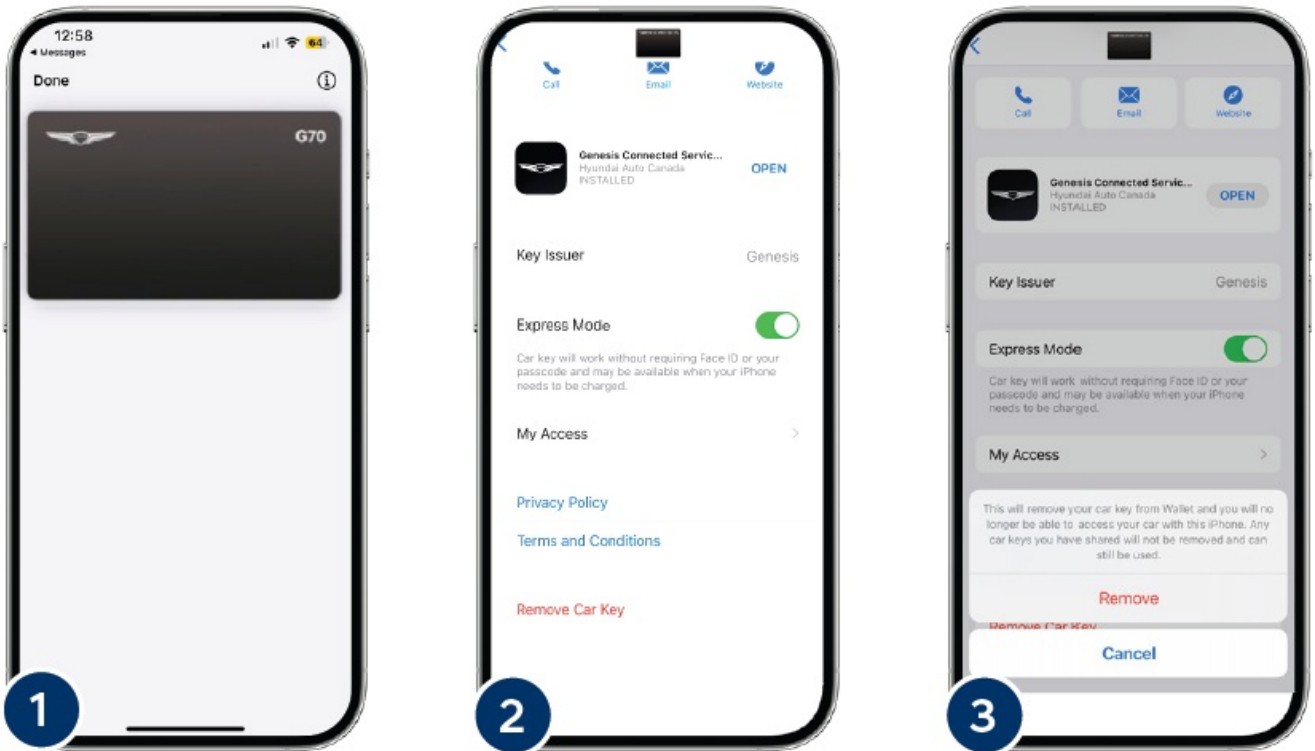 12:58
64
Messages
Done
G70
1
Call
Email
Website
Genesis Connected Servic...
Hyundai Auto Canada
INSTALLED
OPEN
Key Issuer
Genesis
Express Mode
Car key will work without requiring Face ID or your
passcode and may be available when your iPhone
needs to be charged.
My Access
Privacy Policy
Terms and Conditions
Remove Car Key
2
Call
Email
Website
Genesis Connected Servic...
Hyundai Auto Canada
INSTALLED
OPEN
Key Issuer
Genesis
Express Mode
Car key will work without requiring Face ID or your
passcode and may be available when your iPhone
needs to be charged.
My Access
This will remove your car key from Wallet and you will no
longer be able to access your car with this iPhone. Any
car keys you have shared will not be removed and can
still be used.
Remove
Remove Car Key
Cancel
3